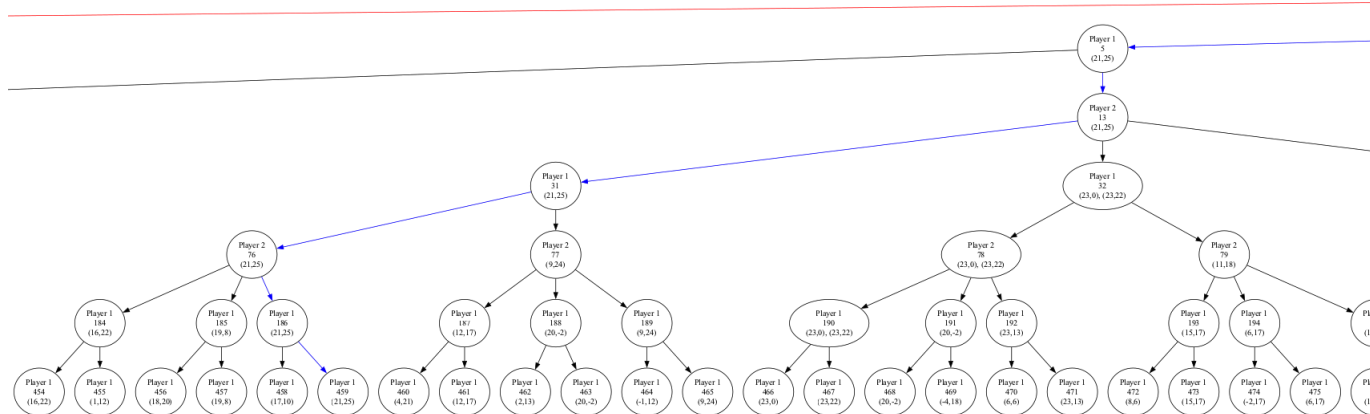 Player 1
5
(21,25)
Player 2
13
(21,25)
Player 1
31
(21,25)
Player 1
32
(23,0), (23,22)
Player 2
76
(21,25)
Player 2
77
(9,24)
Player 2
78
(23,0), (23,22)
Player 2
79
(11,18)
Player 1
184
(16,22)
Player 1
185
(19,8)
Player 1
186
(21,25)
Player 1
187
(12,17)
Player 1
188
(20,-2)
Player 1
189
(9,24)
Player 1
190
(23,0), (23,22)
Player 1
191
(20,-2)
Player 1
192
(23,13)
Player 1
193
(15,17)
Player 1
194
(6,17)
Player 1
454
(16,22)
Player 1
455
(1,12)
Player 1
456
(18,20)
Player 1
457
(19,8)
Player 1
458
(17,10)
Player 1
459
(21,25)
Player 1
460
(4,21)
Player 1
461
(12,17)
Player 1
462
(2,13)
Player 1
463
(20,-2)
Player 1
464
(-1,12)
Player 1
465
(9,24)
Player 1
466
(23,0)
Player 1
467
(23,22)
Player 1
468
(20,-2)
Player 1
469
(-4,18)
Player 1
470
(6,6)
Player 1
471
(23,13)
Player 1
472
(8,6)
Player 1
473
(15,17)
Player 1
474
(-2,17)
Player 1
475
(6,17)